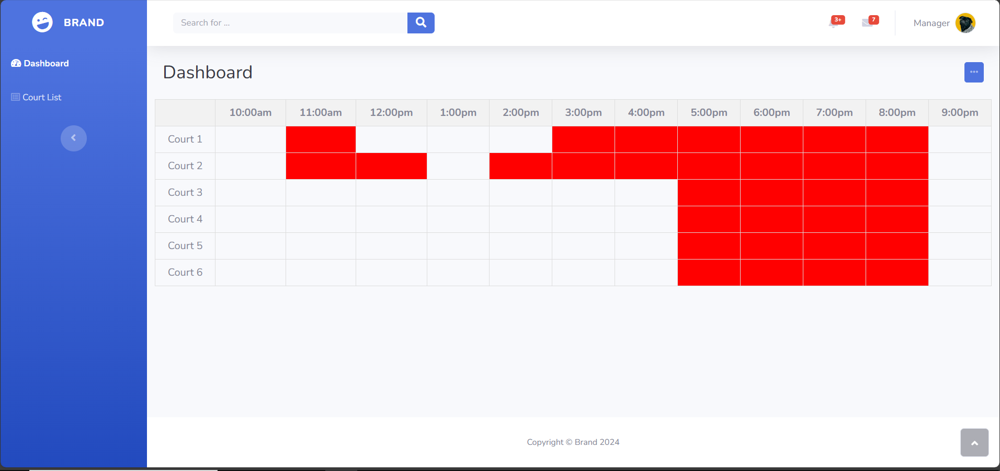 BRAND
Search for ...
3+
7
Manager
Dashboard
Court List
Dashboard
10:00am 11:00am 12:00pm 1:00pm 2:00pm 3:00pm 4:00pm 5:00pm 6:00pm 7:00pm 8:00pm 9:00pm
Court 1
Court 2
Court 3
Court 4
Court 5
Court 6
Copyright © Brand 2024